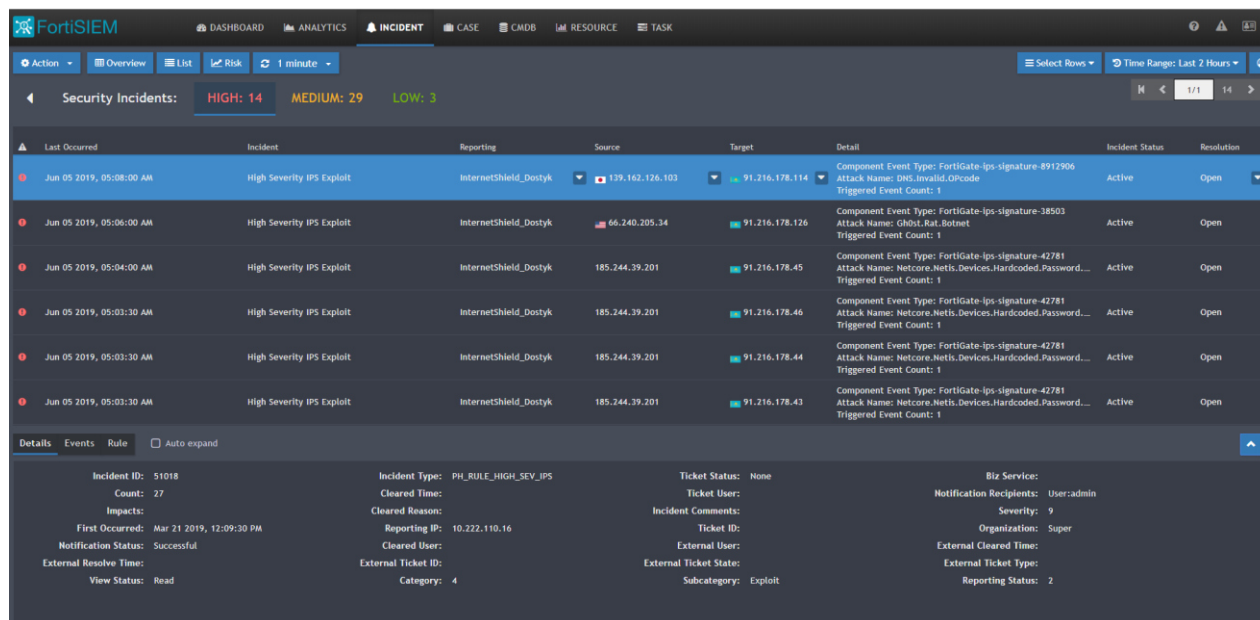 FortiSIEM
DASHBOARD ANALYTICS INCIDENT CASE CMDB RESOURCE TASK
Action Overview List Risk 1 minute Select Rows Time Range: Last 2 Hours
Security Incidents: HIGH: 14 MEDIUM: 29 LOW: 3 1/1 14
Last Occurred Incident Reporting Source Target Detail Incident Status Resolution
Jun 05 2019, 05:08:00 AM High Severity IPS Exploit InternetShield_Dostyk 139.162.126.103 91.216.178.114 Component Event Type: FortiGate-ips-signature-8912906
Attack Name: DNS.Invalid.OPcode Active Open
Triggered Event Count: 1
Jun 05 2019, 05:06:00 AM High Severity IPS Exploit InternetShield_Dostyk 66.240.205.34 91.216.178.126 Component Event Type: FortiGate-ips-signature-38503
Attack Name: Gh0st.Rat.Botnet Active Open
Triggered Event Count: 1
Jun 05 2019, 05:04:00 AM High Severity IPS Exploit InternetShield_Dostyk 185.244.39.201 91.216.178.45 Component Event Type: FortiGate-ips-signature-42781
Attack Name: Netcore.Netis.Devices.Hardcoded.Password.... Active Open
Triggered Event Count: 1
Jun 05 2019, 05:03:30 AM High Severity IPS Exploit InternetShield_Dostyk 185.244.39.201 91.216.178.46 Component Event Type: FortiGate-ips-signature-42781
Attack Name: Netcore.Netis.Devices.Hardcoded.Password.... Active Open
Triggered Event Count: 1
Jun 05 2019, 05:03:30 AM High Severity IPS Exploit InternetShield_Dostyk 185.244.39.201 91.216.178.44 Component Event Type: FortiGate-ips-signature-42781
Attack Name: Netcore.Netis.Devices.Hardcoded.Password.... Active Open
Triggered Event Count: 1
Jun 05 2019, 05:03:30 AM High Severity IPS Exploit InternetShield_Dostyk 185.244.39.201 91.216.178.43 Component Event Type: FortiGate-ips-signature-42781
Attack Name: Netcore.Netis.Devices.Hardcoded.Password.... Active Open
Triggered Event Count: 1
Details Events Rule Auto expand
Incident ID: 51018 Incident Type: PH_RULE_HIGH_SEV_IPS Ticket Status: None Biz Service:
Count: 27 Cleared Time: Ticket User: Notification Recipients: User:admin
Impacts: Cleared Reason: Incident Comments: Severity: 9
First Occurred: Mar 21 2019, 12:09:30 PM Reporting IP: 10.222.110.16 Ticket ID: Organization: Super
Notification Status: Successful Cleared User: External User: External Cleared Time:
External Resolve Time: External Ticket ID: External Ticket State: External Ticket Type:
View Status: Read Category: 4 Subcategory: Exploit Reporting Status: 2